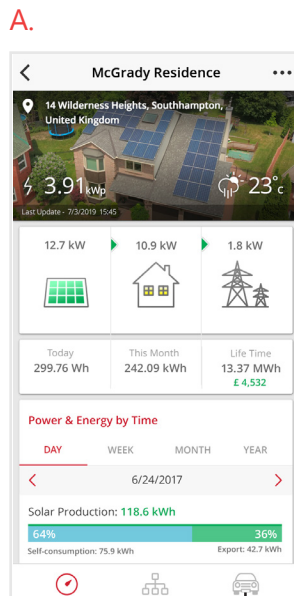 A.
McGrady Residence
14 Wilderness Heights, Southhampton,
United Kingdom
3.91kWp
23°c
Last Update - 7/3/2019 15:45
12.7 kW 10.9 kW 1.8 kW
Today This Month Life Time
299.76 Wh 242.09 kWh 13.37 MWh
£ 4,532
Power & Energy by Time
DAY WEEK MONTH YEAR
6/24/2017
Solar Production: 118.6 kWh
64% 36%
Self-consumption: 75.9 kWh Export: 42.7 kWh